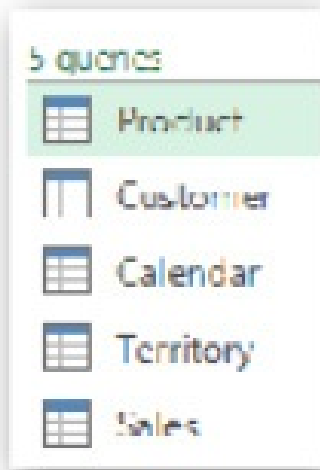 5 queries
Product
Customer
Calendar
Territory
Sales